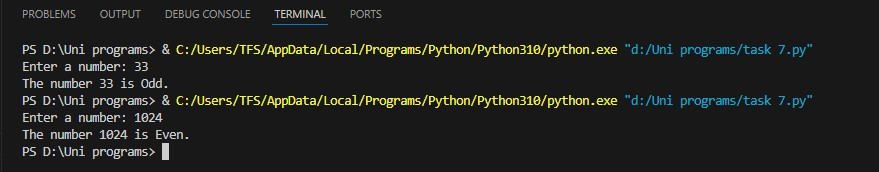 PROBLEMS OUTPUT DEBUG CONSOLE TERMINAL PORTS
PS D:\Uni programs> & C:/Users/TFS/AppData/Local/Programs/Python/Python310/python.exe "d:/Uni programs/task 7.py"
Enter a number: 33
The number 33 is Odd.
PS D:\Uni programs> & C:/Users/TFS/AppData/Local/Programs/Python/Python310/python.exe "d:/Uni programs/task 7.py"
Enter a number: 1024
The number 1024 is Even.
PS D:\Uni programs>